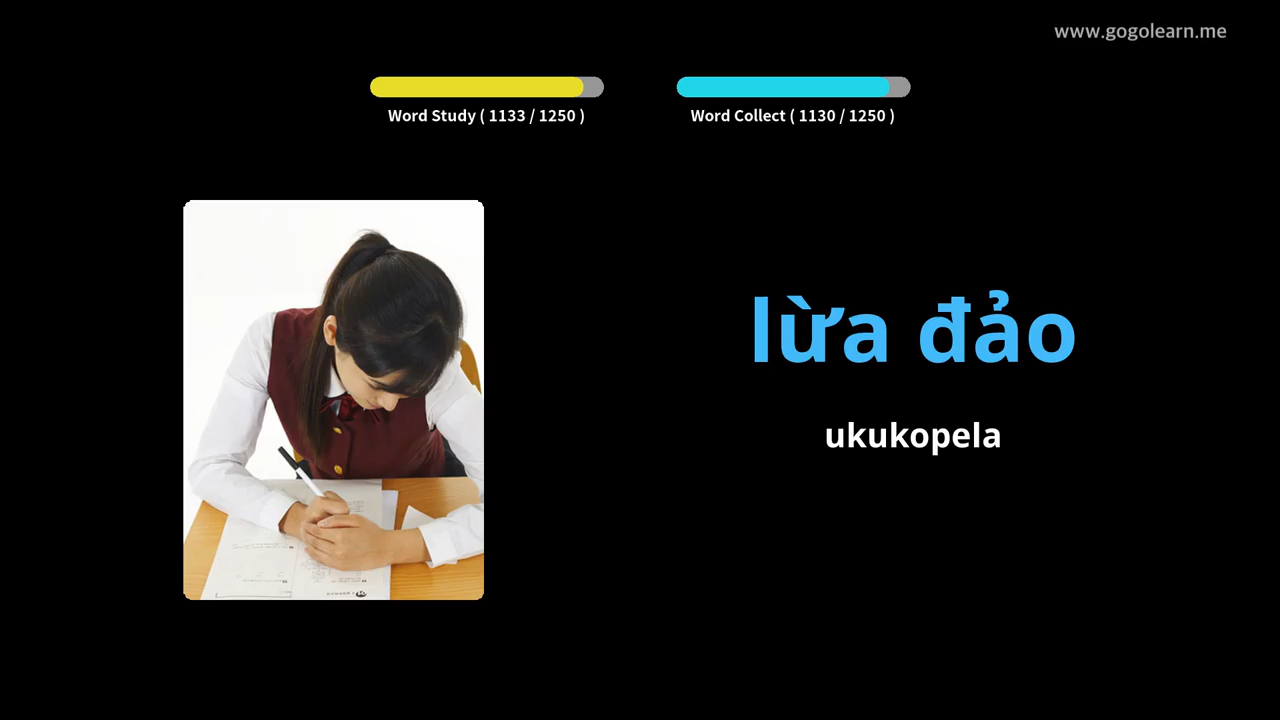 www.gogolearn.me
Word Study ( 1133 / 1250 )
Word Collect ( 1130 / 1250 )
lừa đảo
ukukopela